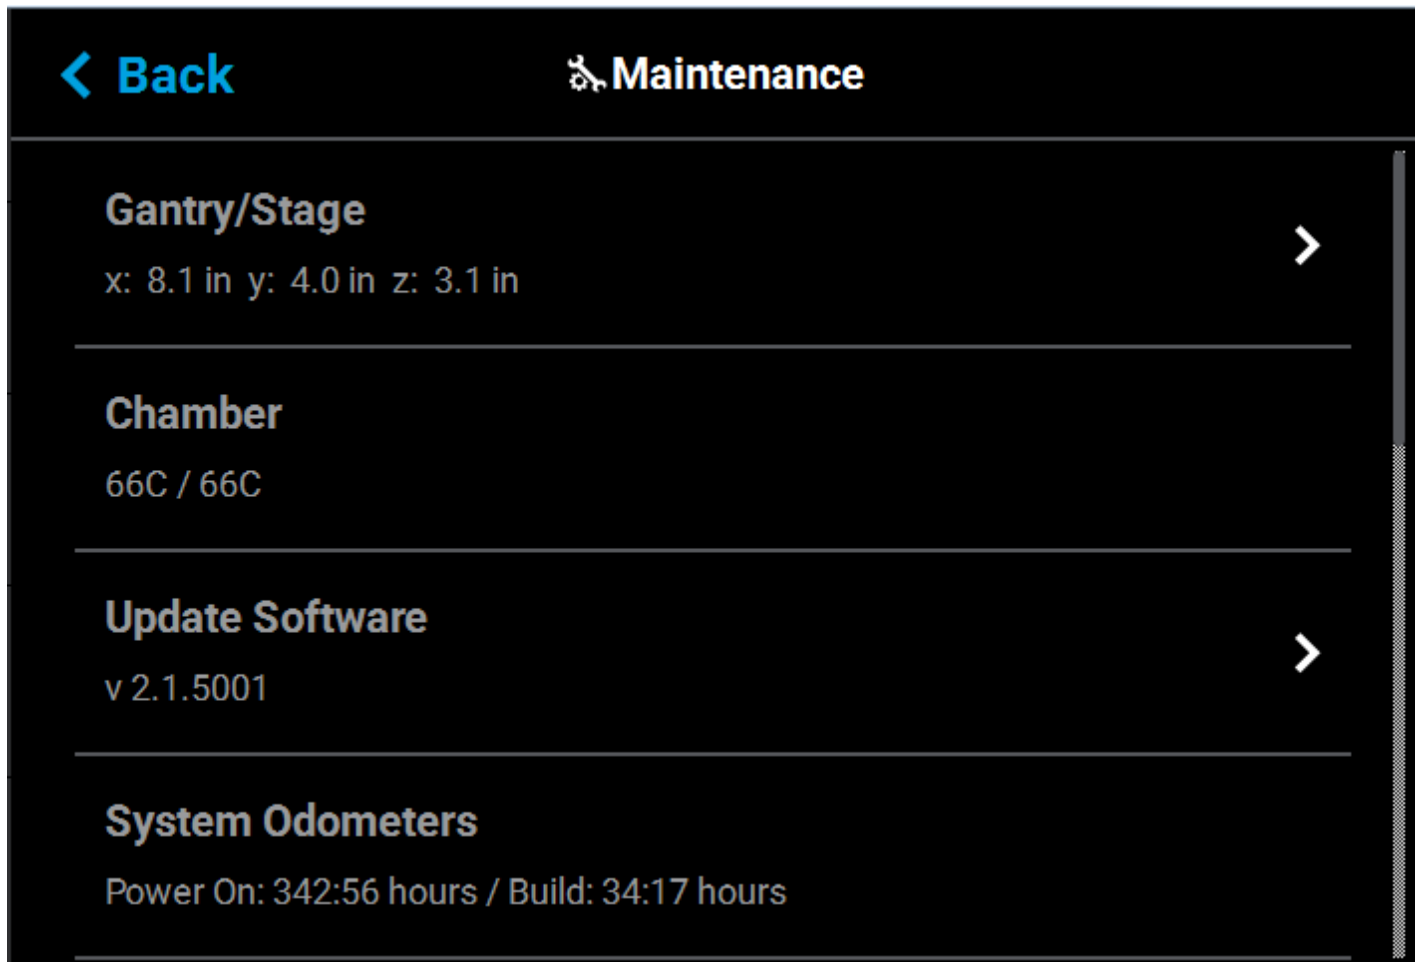 Back
Maintenance
Gantry/Stage
x: 8.1 in y: 4.0 in z: 3.1 in
Chamber
66C / 66C
Update Software
v 2.1.5001
System Odometers
Power On: 342:56 hours / Build: 34:17 hours